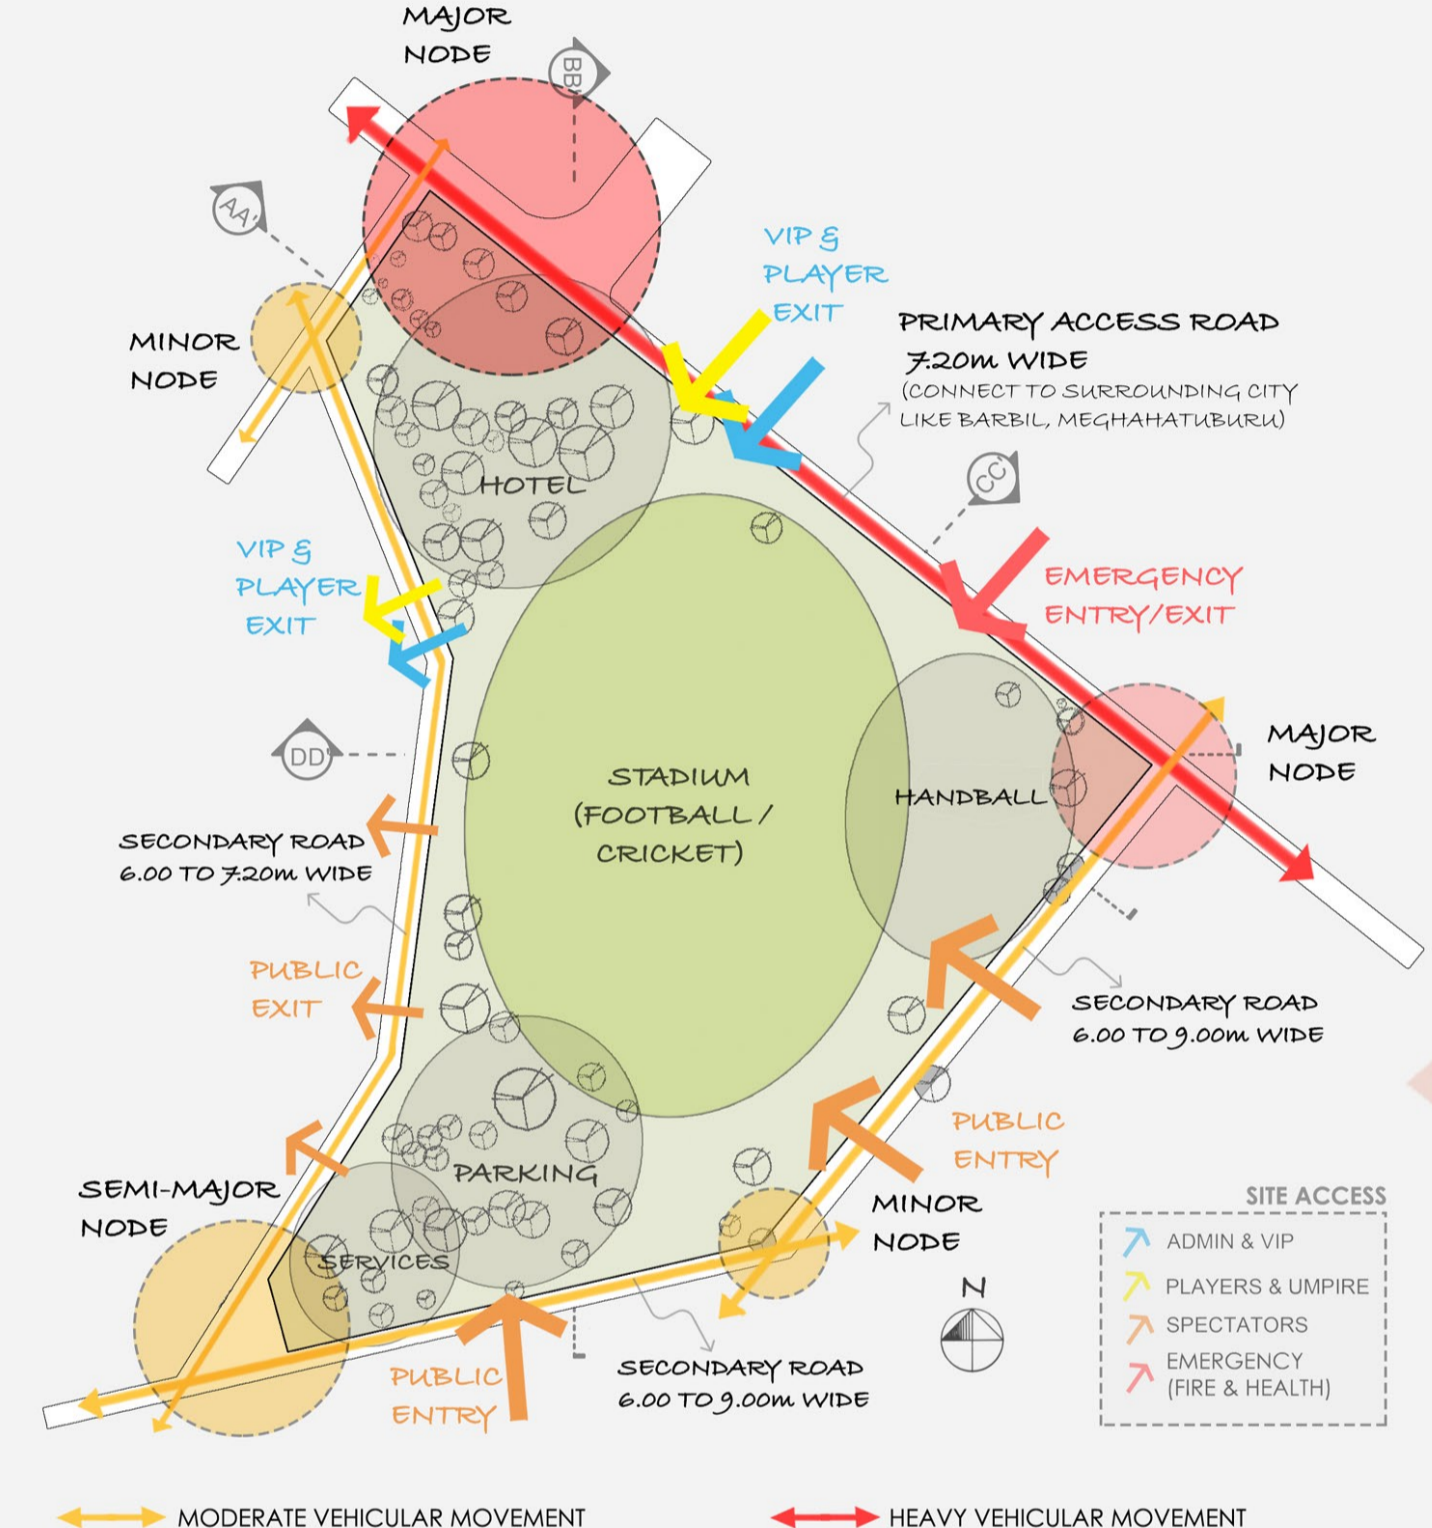 MAJOR
NODE
BB'
AA'
VIP &
PLAYER
EXIT
PRIMARY ACCESS ROAD
7.20m WIDE
(CONNECT TO SURROUNDING CITY
LIKE BARBIL, MEGHAHATUBURU)
MINOR
NODE
CC'
HOTEL
VIP &
PLAYER
EXIT
EMERGENCY
ENTRY/EXIT
DD'
MAJOR
NODE
STADIUM
(FOOTBALL /
CRICKET)
HANDBALL
SECONDARY ROAD
6.00 TO 7.20m WIDE
PUBLIC
EXIT
SECONDARY ROAD
6.00 TO 9.00m WIDE
PUBLIC
ENTRY
PARKING
SEMI-MAJOR
NODE
MINOR
NODE
SERVICES
N
SITE ACCESS
ADMIN & VIP
PLAYERS & UMPIRE
SPECTATORS
EMERGENCY
(FIRE & HEALTH)
PUBLIC
ENTRY
SECONDARY ROAD
6.00 TO 9.00m WIDE
MODERATE VEHICULAR MOVEMENT
HEAVY VEHICULAR MOVEMENT